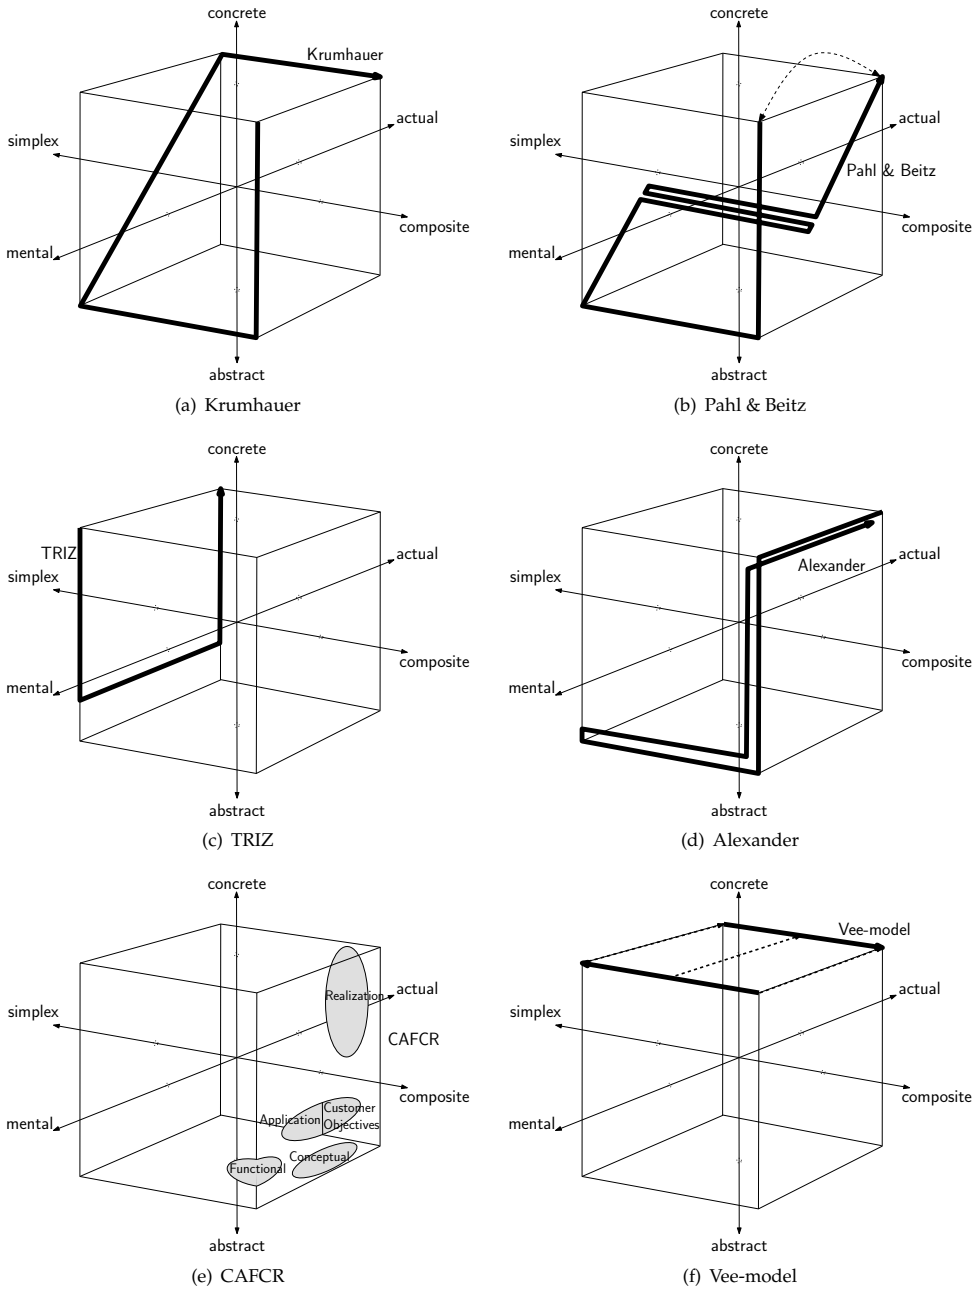 concrete
Krumhauer
actual
simplex
composite
mental
abstract
(a) Krumhauer
concrete
actual
simplex
Pahl & Beitz
composite
mental
abstract
(b) Pahl & Beitz
concrete
TRIZ
actual
simplex
composite
mental
abstract
(c) TRIZ
concrete
actual
Alexander
simplex
composite
mental
abstract
(d) Alexander
concrete
Realization
actual
simplex
CAFCR
composite
Customer
Application
Objectives
mental
Conceptual
Functional
abstract
(e) CAFCR
concrete
Vee-model
actual
simplex
composite
mental
abstract
(f) Vee-model